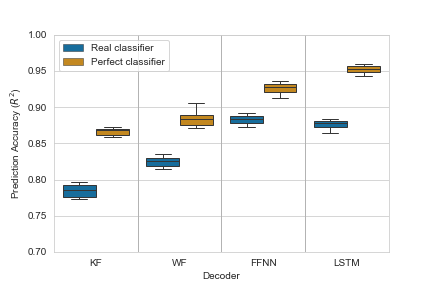 1.00
0.95
0.90
0.85
0.80
0.75
0.70
Prediction Accuracy (R²)
Real classifier
Perfect classifier
KF
WF
FFNN
LSTM
Decoder